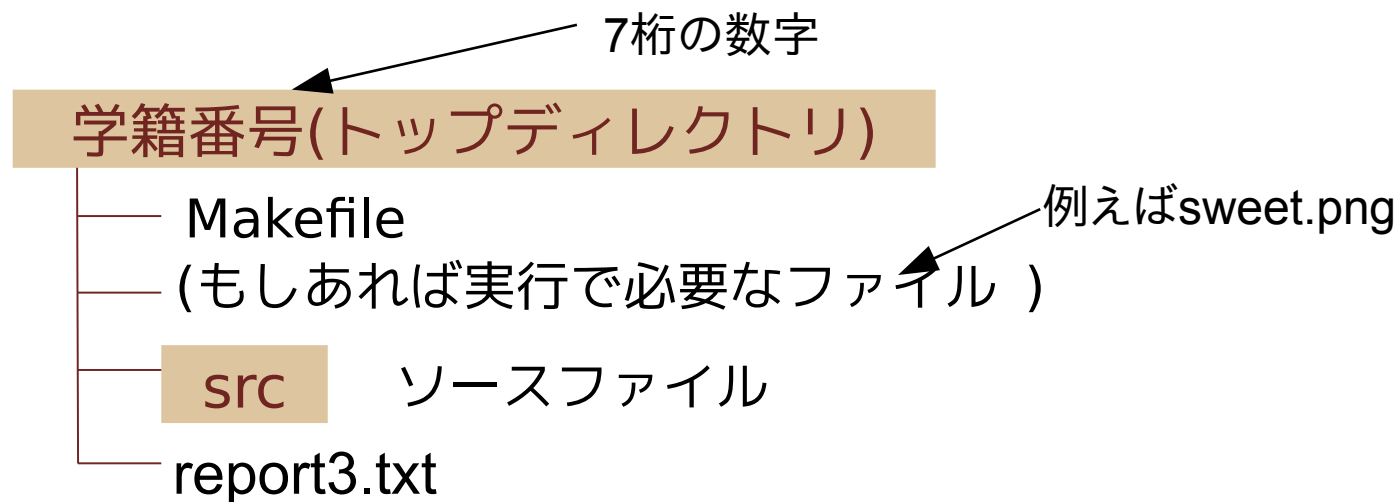 7桁の数字
学籍番号(トップディレクトリ)
Makefile
例えばsweet.png
(もしあれば実行で必要なファイル )
src ソースファイル
report3.txt